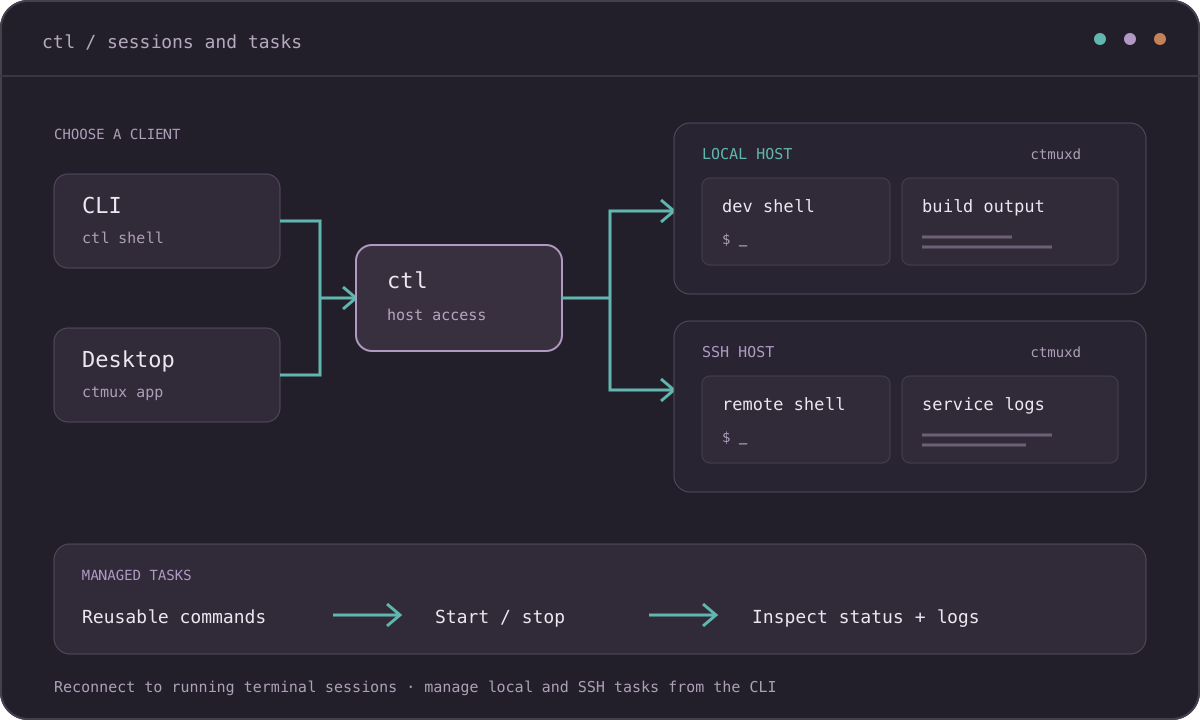 ctl / sessions and tasks
CHOOSE A CLIENT
CLI
ctl shell
Desktop
ctmux app
ctl
host access
LOCAL HOST
ctmuxd
dev shell
$ _
build output
SSH HOST
ctmuxd
remote shell
$ _
service logs
MANAGED TASKS
Reusable commands
Start / stop
Inspect status + logs
Reconnect to running terminal sessions · manage local and SSH tasks from the CLI